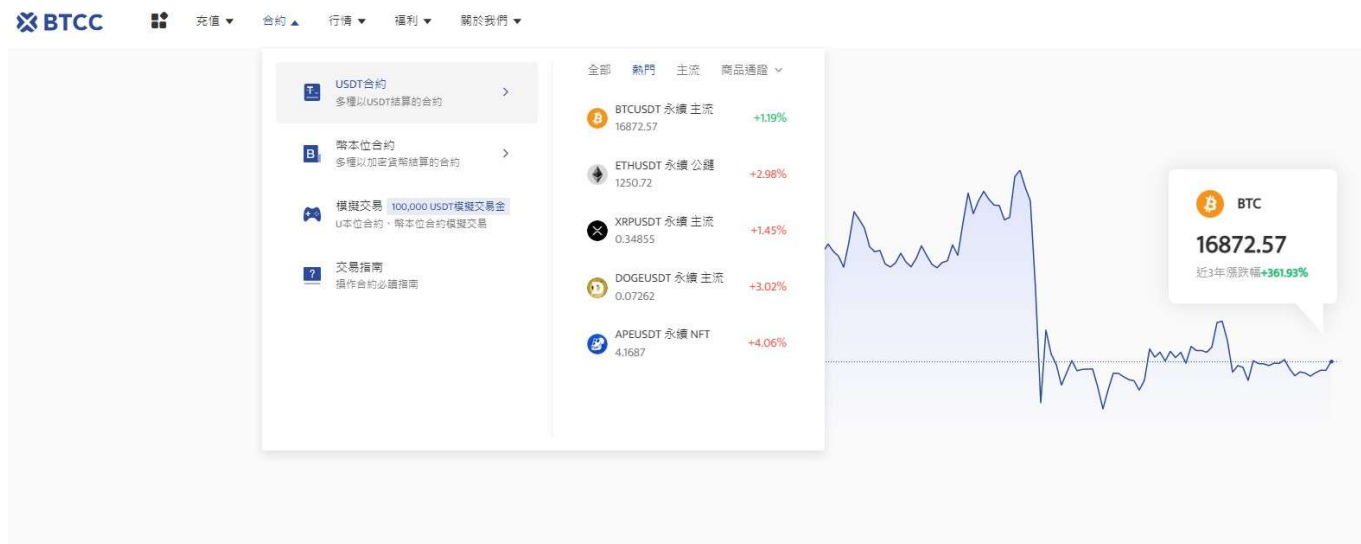 BTCC
充值 ▼
合約 ▲
行情 ▼
福利 ▼
關於我們 ▼
USDT合約
多種以USDT結算的合約
幣本位合約
多種以加密貨幣結算的合約
模擬交易 100,000 USDT模擬交易金
U本位合約、幣本位合約模擬交易
交易指南
操作合約必讀指南
全部 熱門 主流 商品通證
BTCUSDT 永續 主流
16872.57
+1.19%
ETHUSDT 永續 公鏈
1250.72
+2.98%
XRPUSDT 永續 主流
0.34855
+1.45%
DOGEUSDT 永續 主流
0.07262
+3.02%
APEUSDT 永續 NFT
4.1687
+4.06%
BTC
16872.57
近3年漲跌幅+361.93%